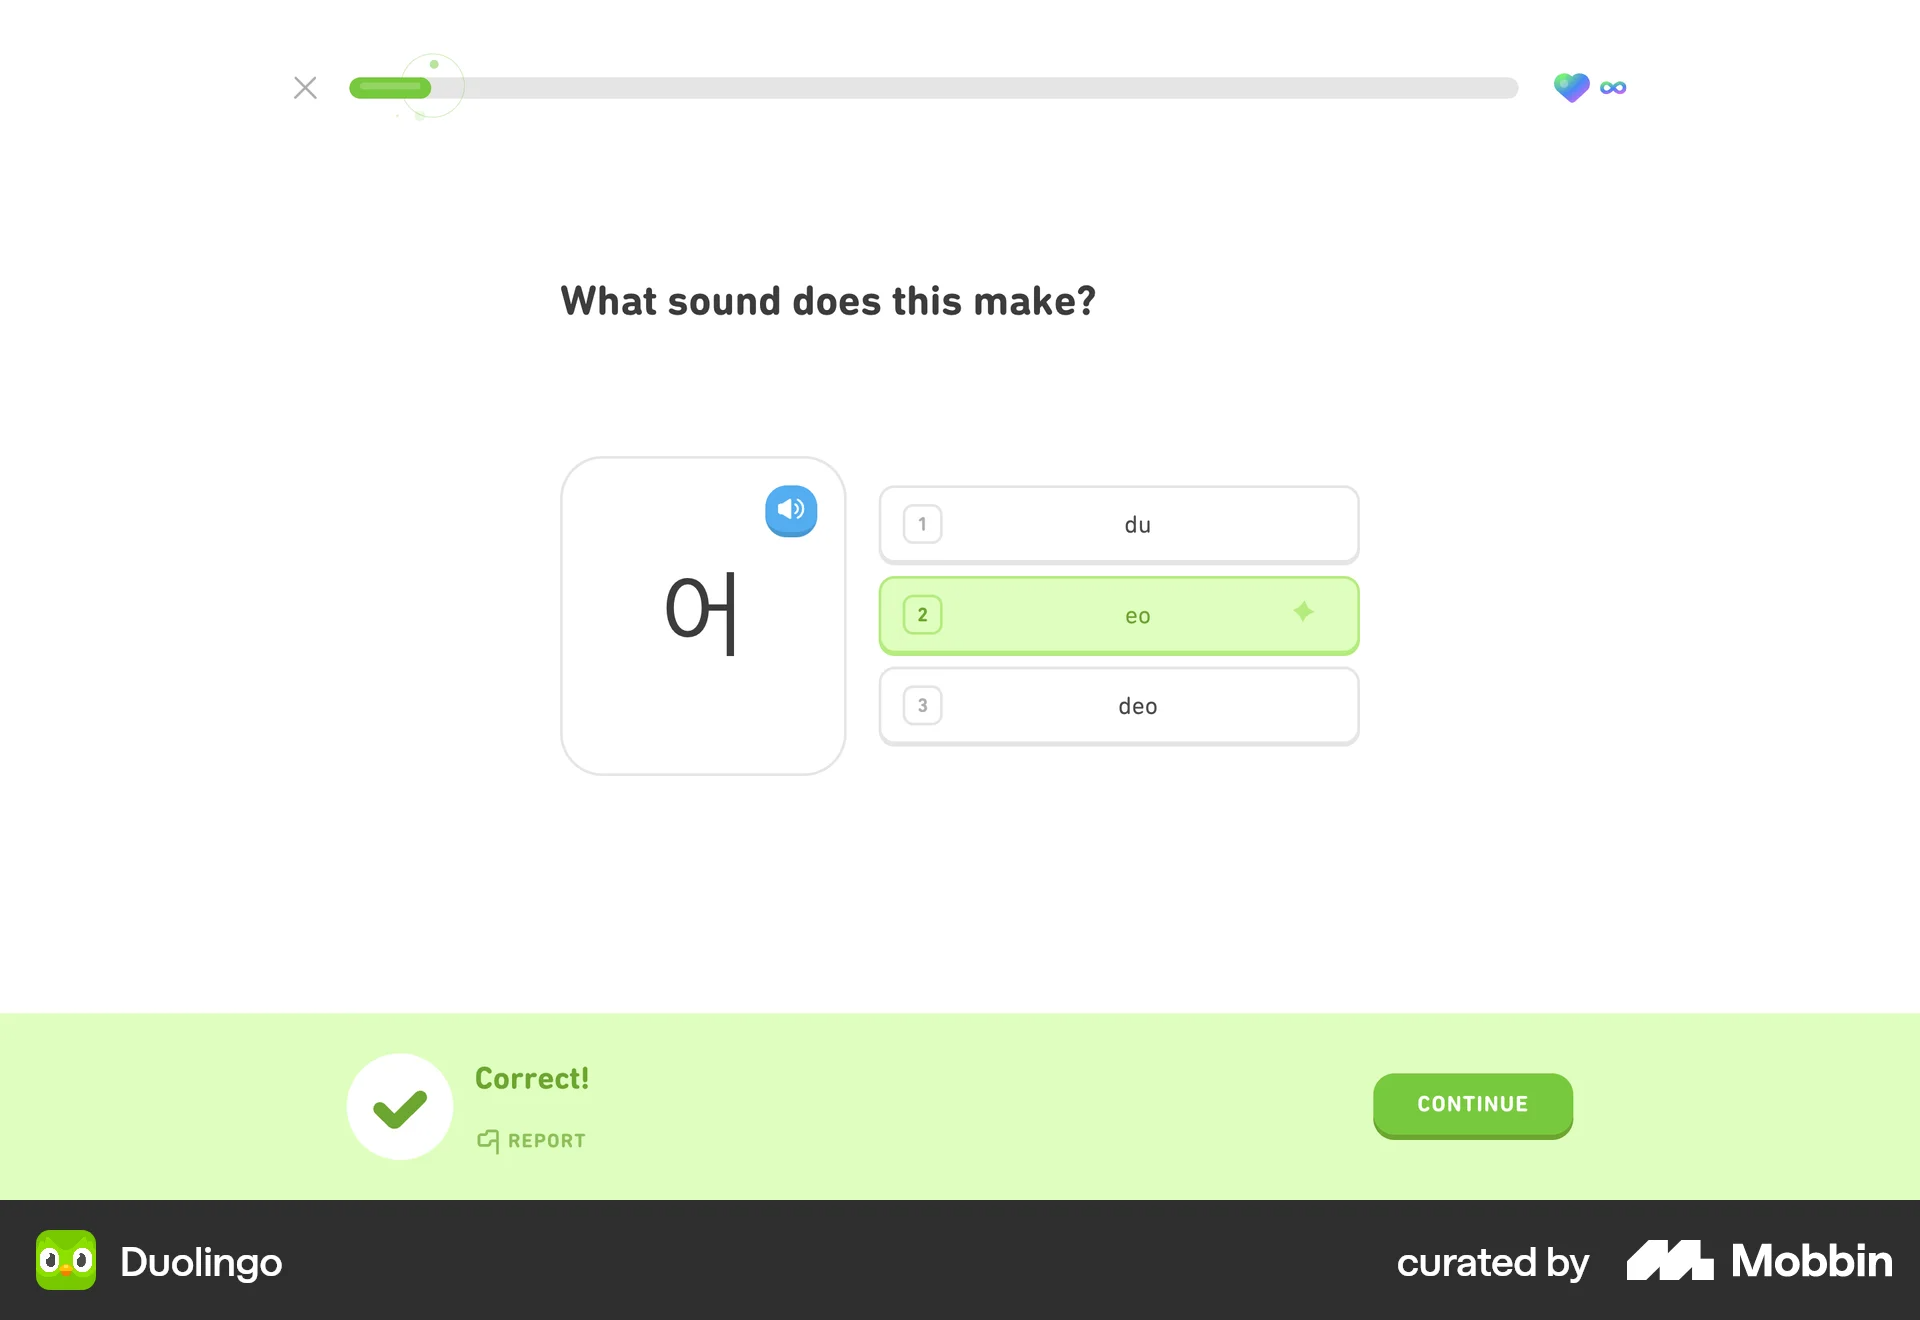 What sound does this make?
어
1 du
2 eo
3 deo
Correct!
REPORT
CONTINUE
Duolingo
curated by Mobbin